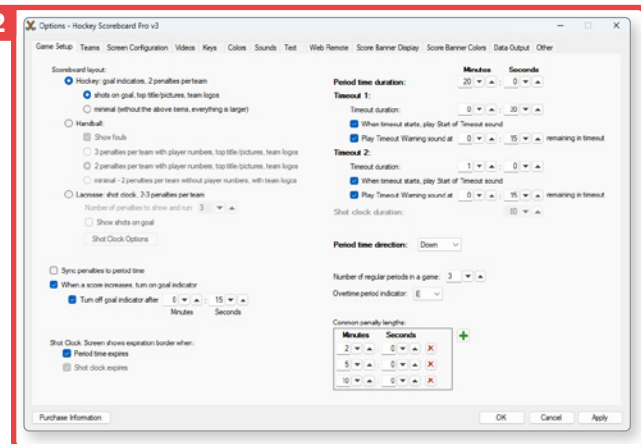 2
Options - Hockey Scoreboard Pro v3
Game Setup Teams Screen Configuration Videos Keys Colors Sounds Text Web Remote Score Banner Display Score Banner Colors Data Output Other
Scoreboard layout:
Hockey: goal indicators, 2 penalties per team
shots on goal, top title/pictures, team logos
minimal (without the above items, everything is larger)
Handball:
Show fouls
3 penalties per team with player numbers, top title/pictures, team logos
2 penalties per team with player numbers, top title/pictures, team logos
minimal - 2 penalties per team without player numbers, with team logos
Lacrosse: shot clock, 2-3 penalties per team
Number of penalties to show and run: 3
Show shots on goal
Shot Clock Options
Sync penalties to period time
When a score increases, turn on goal indicator
Turn off goal indicator after 0 : 15
Minutes Seconds
Shot Clock Screen shows expiration border when:
Period time expires
Shot clock expires
Minutes Seconds
Period time duration: 20 : 0
Timeout 1:
Timeout duration: 0 : 20
When timeout starts, play Start of Timeout sound
Play Timeout Warning sound at 0 : 15 remaining in timeout
Timeout 2:
Timeout duration: 1 : 0
When timeout starts, play Start of Timeout sound
Play Timeout Warning sound at 0 : 15 remaining in timeout
Shot clock duration: 80
Period time direction: Down
Number of regular periods in a game: 3
Overtime period indicator: E
Common penalty lengths:
Minutes Seconds
2 : 0
5 : 0
10 : 0
Purchase Information OK Cancel Apply